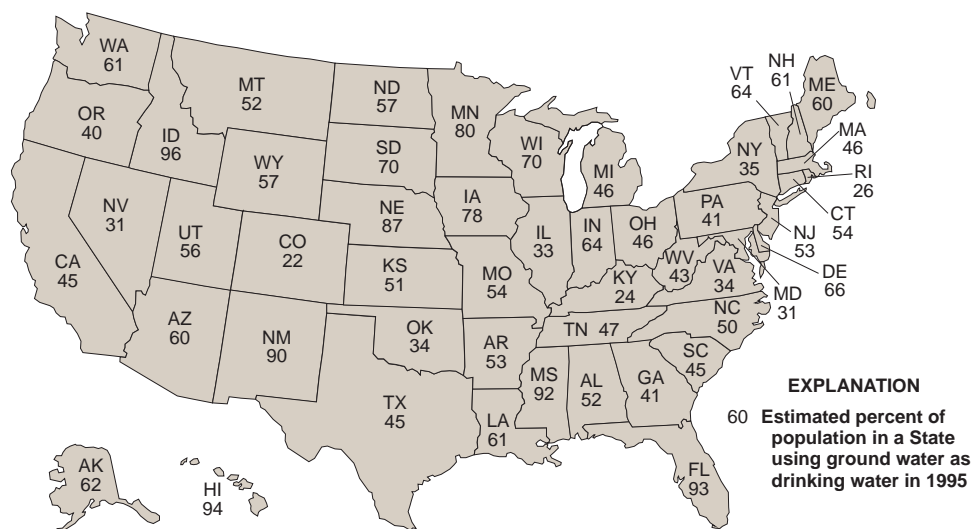 WA
61
OR
40
CA
45
NV
31
ID
96
MT
52
WY
57
UT
56
CO
22
AZ
60
NM
90
ND
57
SD
70
NE
87
KS
51
OK
34
TX
45
MN
80
IA
78
MO
54
AR
53
LA
61
WI
70
IL
33
MI
46
IN
64
OH
46
KY
24
TN 47
MS
92
AL
52
GA
41
FL
93
SC
45
NC
50
VA
34
WV
43
PA
41
NY
35
VT
64
NH
61
ME
60
MA
46
RI
26
CT
54
NJ
53
DE
66
MD
31
AK
62
HI
94
EXPLANATION
60 Estimated percent of
population in a State
using ground water as
drinking water in 1995